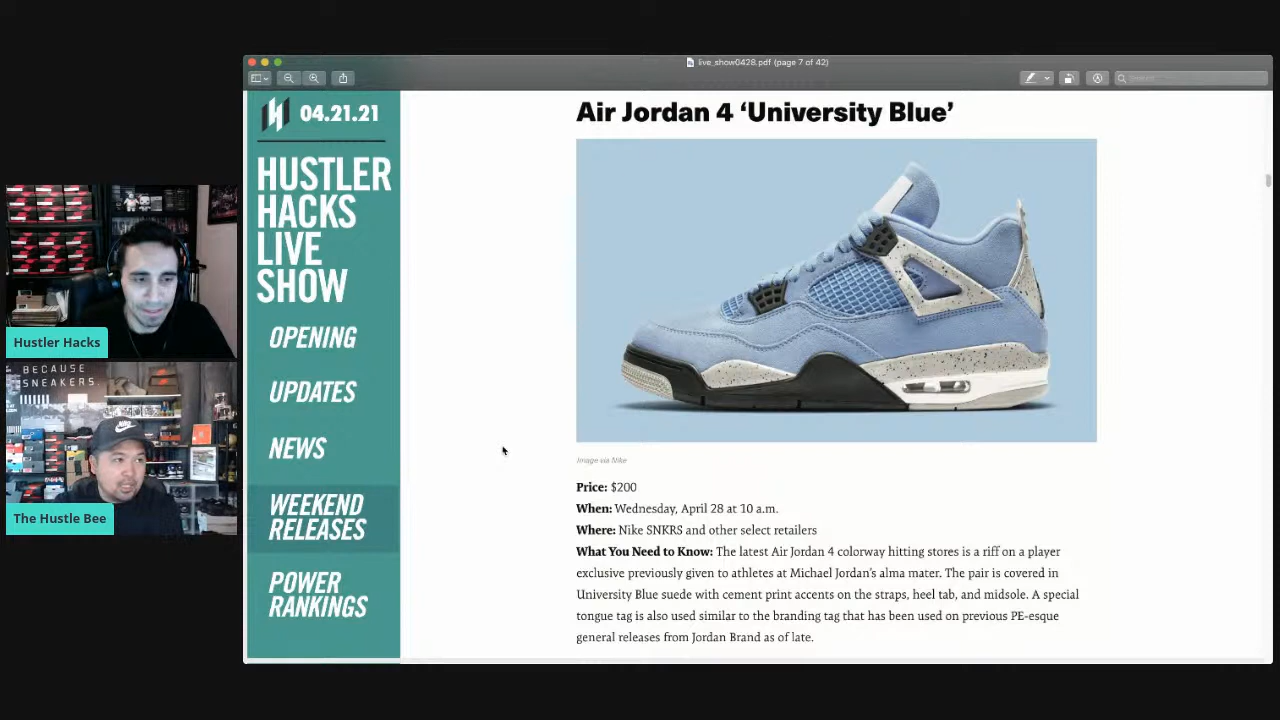 live_show0428.pdf (page 7 of 42)
Search
04.21.21
HUSTLER
HACKS
LIVE
SHOW
OPENING
UPDATES
NEWS
WEEKEND
RELEASES
POWER
RANKINGS
Air Jordan 4 ‘University Blue’
Image via Nike
Price: $200
When: Wednesday, April 28 at 10 a.m.
Where: Nike SNKRS and other select retailers
What You Need to Know: The latest Air Jordan 4 colorway hitting stores is a riff on a player
exclusive previously given to athletes at Michael Jordan’s alma mater. The pair is covered in
University Blue suede with cement print accents on the straps, heel tab, and midsole. A special
tongue tag is also used similar to the branding tag that has been used on previous PE-esque
general releases from Jordan Brand as of late.
Hustler Hacks
BECAUSE
SNEAKERS.
The Hustle Bee